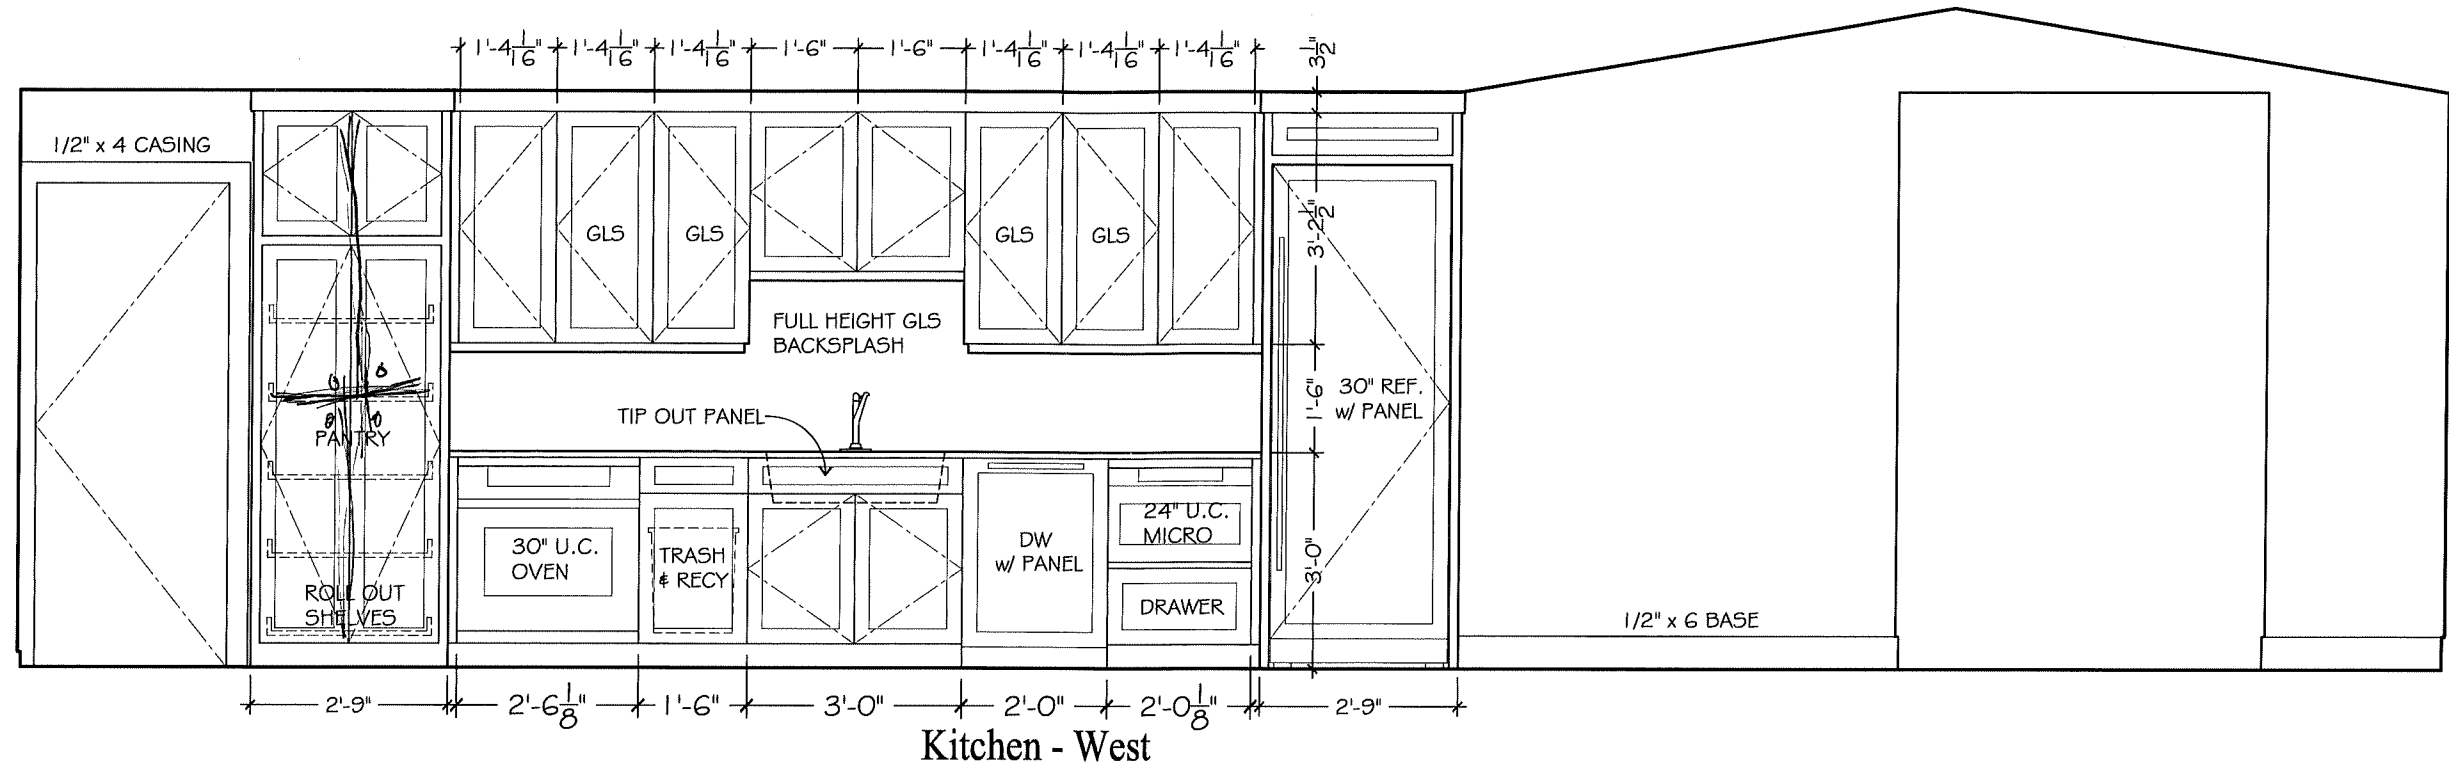 1'-4 1/16" 1'-4 1/16" 1'-4 1/16" 1'-6" 1'-6" 1'-4 1/16" 1'-4 1/16" 1'-4 1/16"
3 1/2"
1/2" x 4 CASING
3'-2 1/2"
GLS GLS GLS GLS
FULL HEIGHT GLS
BACKSPLASH
1'-6"
30" REF.
w/ PANEL
TIP OUT PANEL
PANTRY
24" U.C.
MICRO
30" U.C.
OVEN
TRASH
& RECY
DW
w/ PANEL
3'-0"
ROLL OUT
SHELVES
DRAWER
1/2" x 6 BASE
2'-9" 2'-6 1/8" 1'-6" 3'-0" 2'-0" 2'-0 1/8" 2'-9"
Kitchen - West